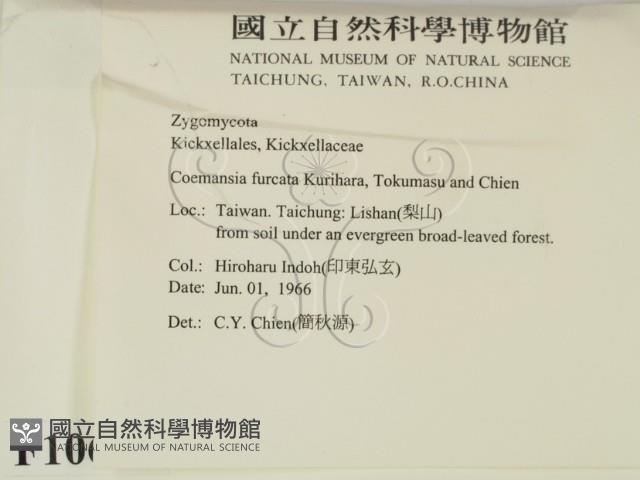 國立自然科學博物館
NATIONAL MUSEUM OF NATURAL SCIENCE
TAICHUNG, TAIWAN, R.O.CHINA
Zygomycota
Kickxellales, Kickxellaceae
Coemansia furcata Kurihara, Tokumasu and Chien
Loc.: Taiwan. Taichung: Lishan(梨山)
from soil under an evergreen broad-leaved forest.
Col.: Hiroharu Indoh(印東弘玄)
Date: Jun. 01, 1966
Det.: C.Y. Chien(簡秋源)
國立自然科學博物館
NATIONAL MUSEUM OF NATURAL SCIENCE